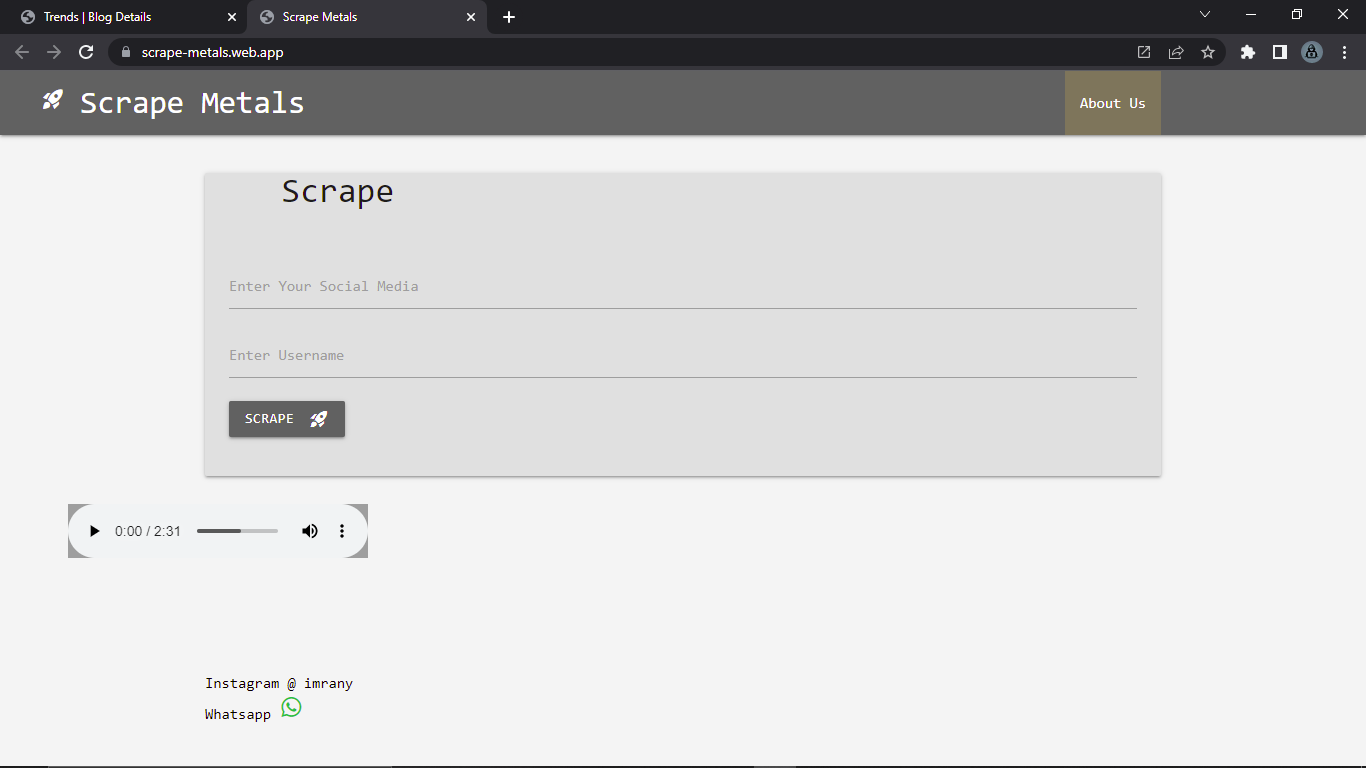 Trends | Blog Details
Scrape Metals
scrape-metals.web.app
Scrape Metals
About Us
Scrape
Enter Your Social Media
Enter Username
SCRAPE
0:00 / 2:31
Instagram @ imrany
Whatsapp